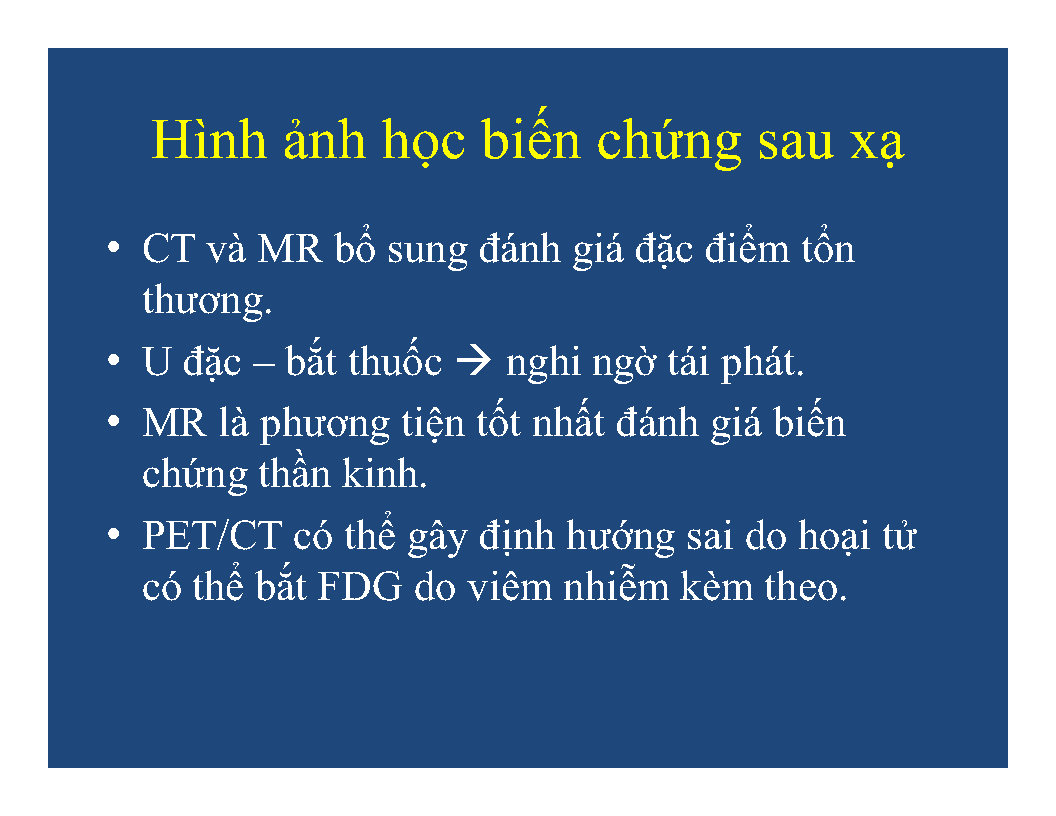 Hình ảnh học biến chứng sau xạ
• CT và MR bổ sung đánh giá đặc điểm tổn
thương.
• U đặc – bắt thuốc → nghi ngờ tái phát.
• MR là phương tiện tốt nhất đánh giá biến
chứng thần kinh.
• PET/CT có thể gây định hướng sai do hoại tử
có thể bắt FDG do viêm nhiễm kèm theo.